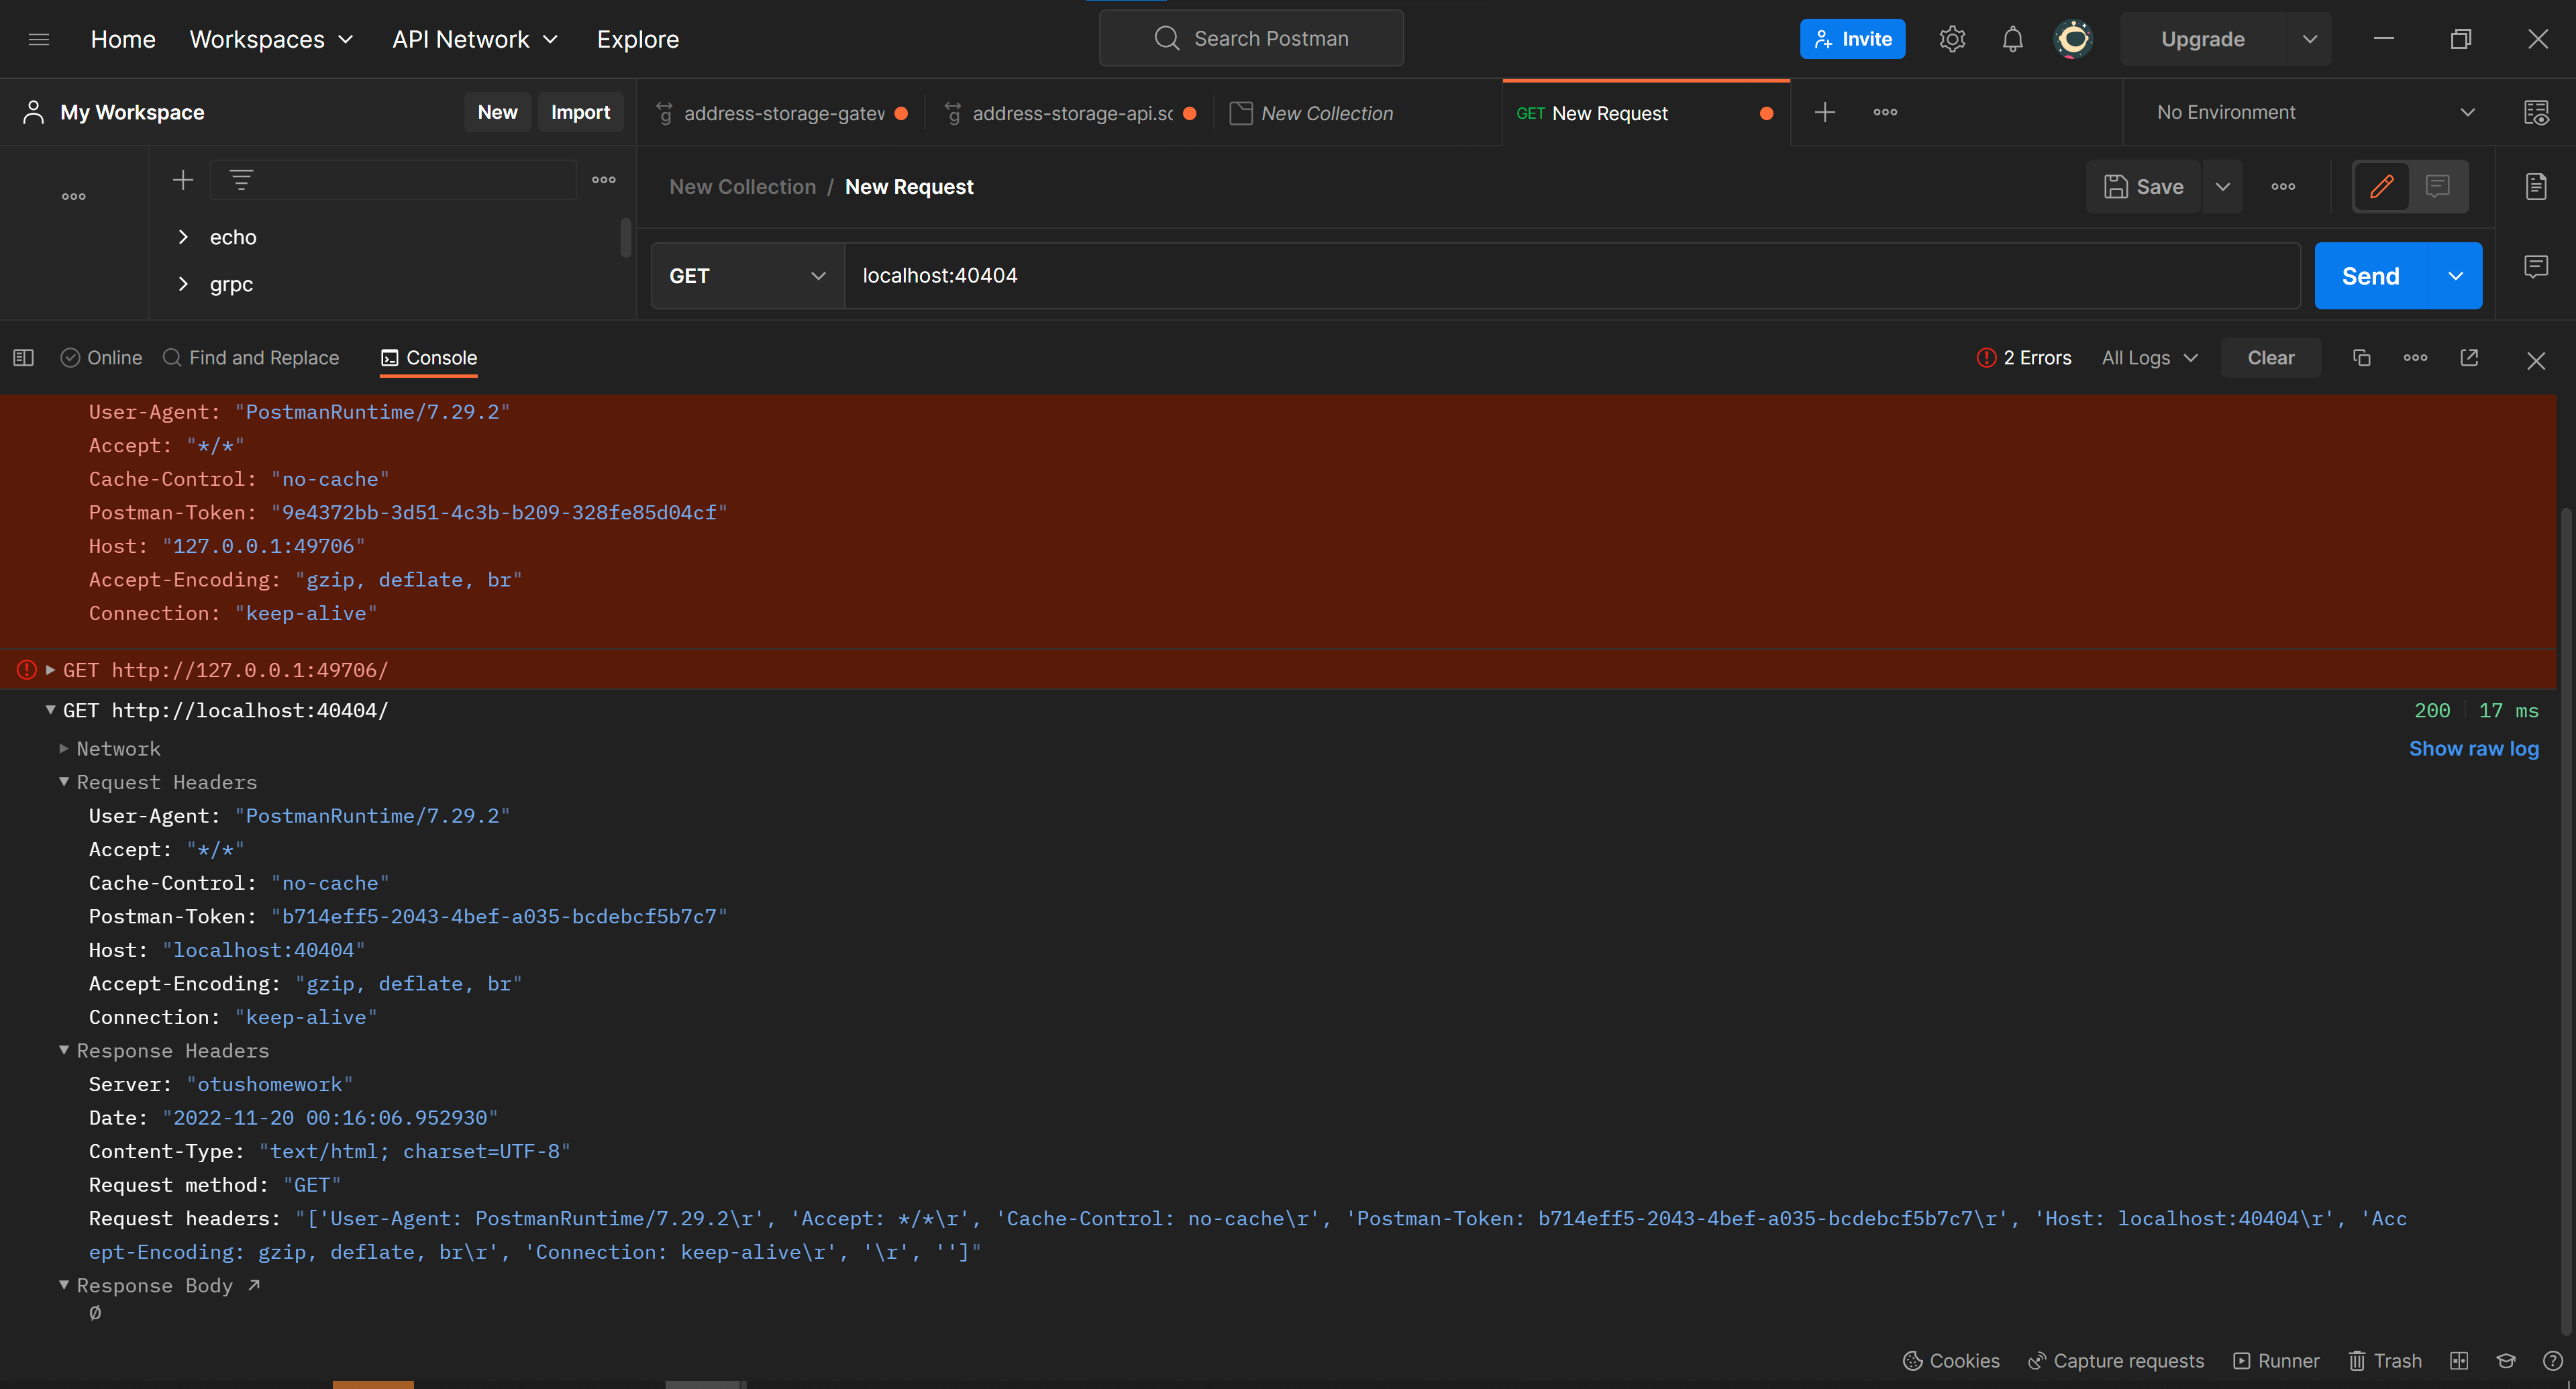 Home Workspaces API Network Explore Search Postman Invite Upgrade
My Workspace New Import address-storage-gatew address-storage-api.sc New Collection GET New Request No Environment
New Collection / New Request Save
echo
grpc
GET localhost:40404 Send
Online Find and Replace Console 2 Errors All Logs Clear
User-Agent: "PostmanRuntime/7.29.2"
Accept: "*/*"
Cache-Control: "no-cache"
Postman-Token: "9e4372bb-3d51-4c3b-b209-328fe85d04cf"
Host: "127.0.0.1:49706"
Accept-Encoding: "gzip, deflate, br"
Connection: "keep-alive"
GET http://127.0.0.1:49706/
GET http://localhost:40404/ 200 17 ms
Network Show raw log
Request Headers
User-Agent: "PostmanRuntime/7.29.2"
Accept: "*/*"
Cache-Control: "no-cache"
Postman-Token: "b714eff5-2043-4bef-a035-bcdebcf5b7c7"
Host: "localhost:40404"
Accept-Encoding: "gzip, deflate, br"
Connection: "keep-alive"
Response Headers
Server: "otushomework"
Date: "2022-11-20 00:16:06.952930"
Content-Type: "text/html; charset=UTF-8"
Request method: "GET"
Request headers: "['User-Agent: PostmanRuntime/7.29.2\r', 'Accept: */*\r', 'Cache-Control: no-cache\r', 'Postman-Token: b714eff5-2043-4bef-a035-bcdebcf5b7c7\r', 'Host: localhost:40404\r', 'Acc
ept-Encoding: gzip, deflate, br\r', 'Connection: keep-alive\r', '\r', '']"
Response Body ↗
Ø
Cookies Capture requests Runner Trash